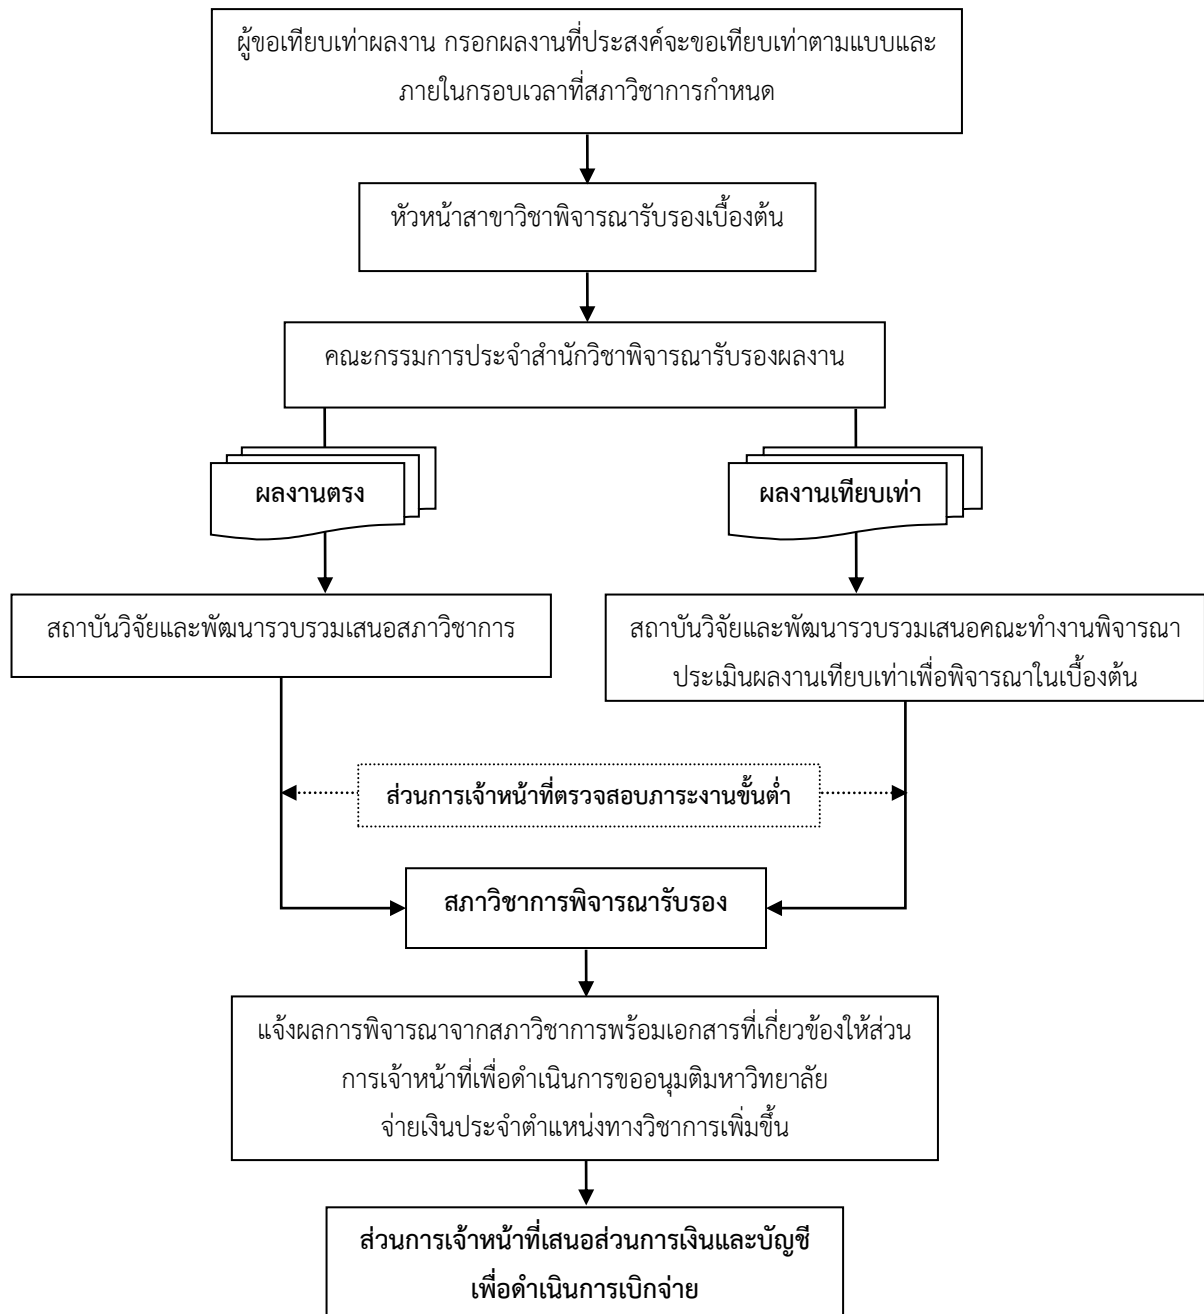 ผู้ขอเทียบเท่าผลงาน กรอกผลงานที่ประสงค์จะขอเทียบเท่าตามแบบและ
ภายในกรอบเวลาที่สภาวิชาการกำหนด
หัวหน้าสาขาวิชาพิจารณารับรองเบื้องต้น
คณะกรรมการประจำสำนักวิชาพิจารณารับรองผลงาน
ผลงานตรง
ผลงานเทียบเท่า
สถาบันวิจัยและพัฒนารวบรวมเสนอสภาวิชาการ
สถาบันวิจัยและพัฒนารวบรวมเสนอคณะทำงานพิจารณา
ประเมินผลงานเทียบเท่าเพื่อพิจารณาในเบื้องต้น
ส่วนการเจ้าหน้าที่ตรวจสอบภาระงานขั้นต่ำ
สภาวิชาการพิจารณารับรอง
แจ้งผลการพิจารณาจากสภาวิชาการพร้อมเอกสารที่เกี่ยวข้องให้ส่วน
การเจ้าหน้าที่เพื่อดำเนินการขออนุมติมหาวิทยาลัย
จ่ายเงินประจำตำแหน่งทางวิชาการเพิ่มขึ้น
ส่วนการเจ้าหน้าที่เสนอส่วนการเงินและบัญชี
เพื่อดำเนินการเบิกจ่าย